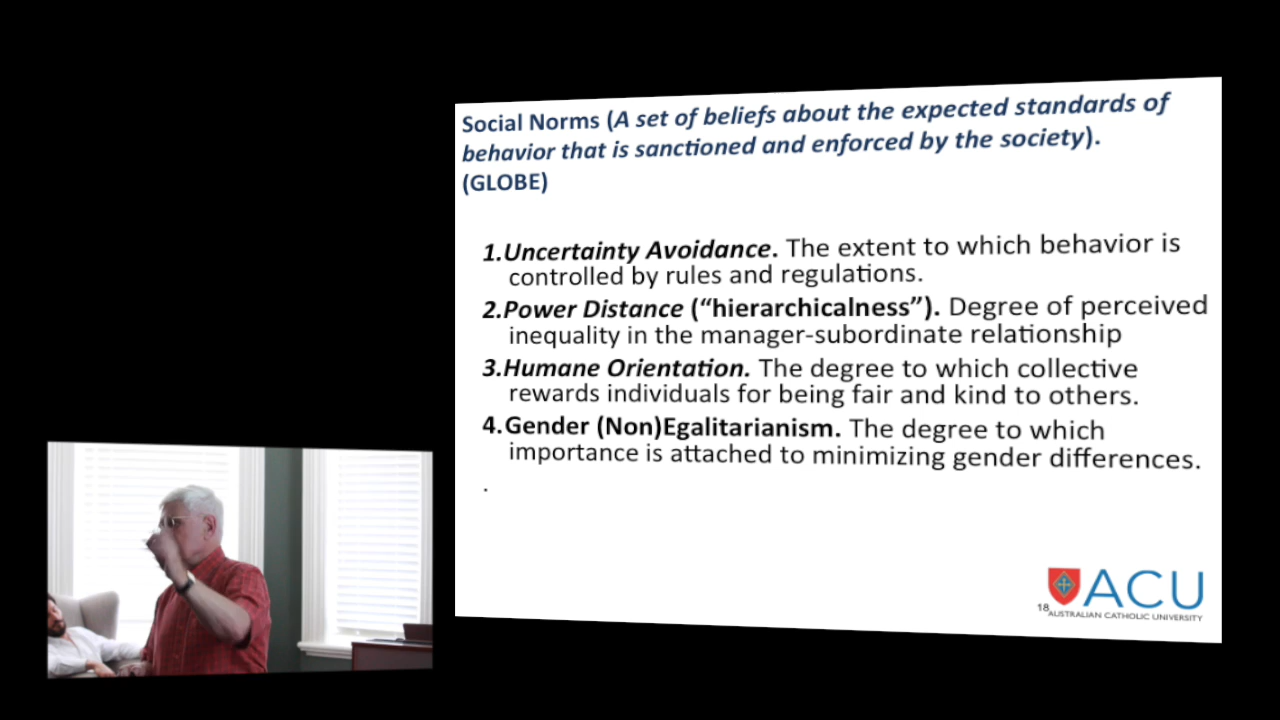 Social Norms (A set of beliefs about the expected standards of
behavior that is sanctioned and enforced by the society).
(GLOBE)
1.Uncertainty Avoidance. The extent to which behavior is
controlled by rules and regulations.
2.Power Distance (“hierarchicalness”). Degree of perceived
inequality in the manager-subordinate relationship
3.Humane Orientation. The degree to which collective
rewards individuals for being fair and kind to others.
4.Gender (Non)Egalitarianism. The degree to which
importance is attached to minimizing gender differences.
.
ACU
18
AUSTRALIAN CATHOLIC UNIVERSITY